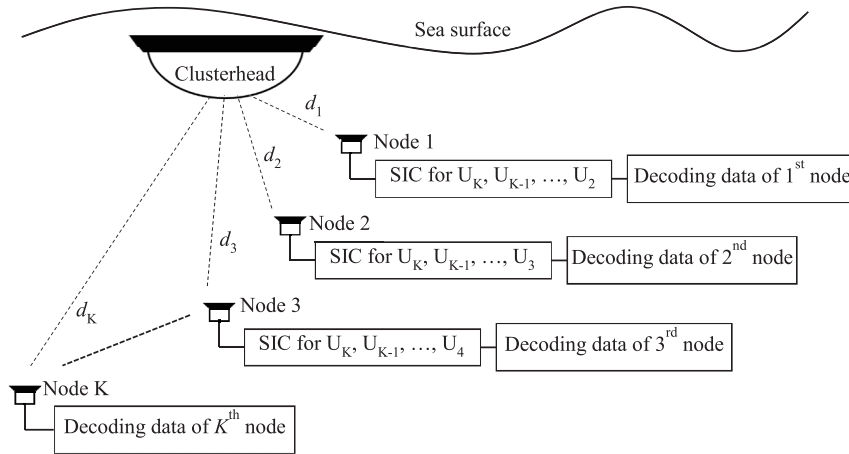 Sea surface
Clusterhead
d1
Node 1
d2
SIC for UK, UK-1, ..., U2
Decoding data of 1st node
Node 2
d3
SIC for UK, UK-1, ..., U3
Decoding data of 2nd node
Node 3
dK
SIC for UK, UK-1, ..., U4
Decoding data of 3rd node
Node K
Decoding data of Kth node